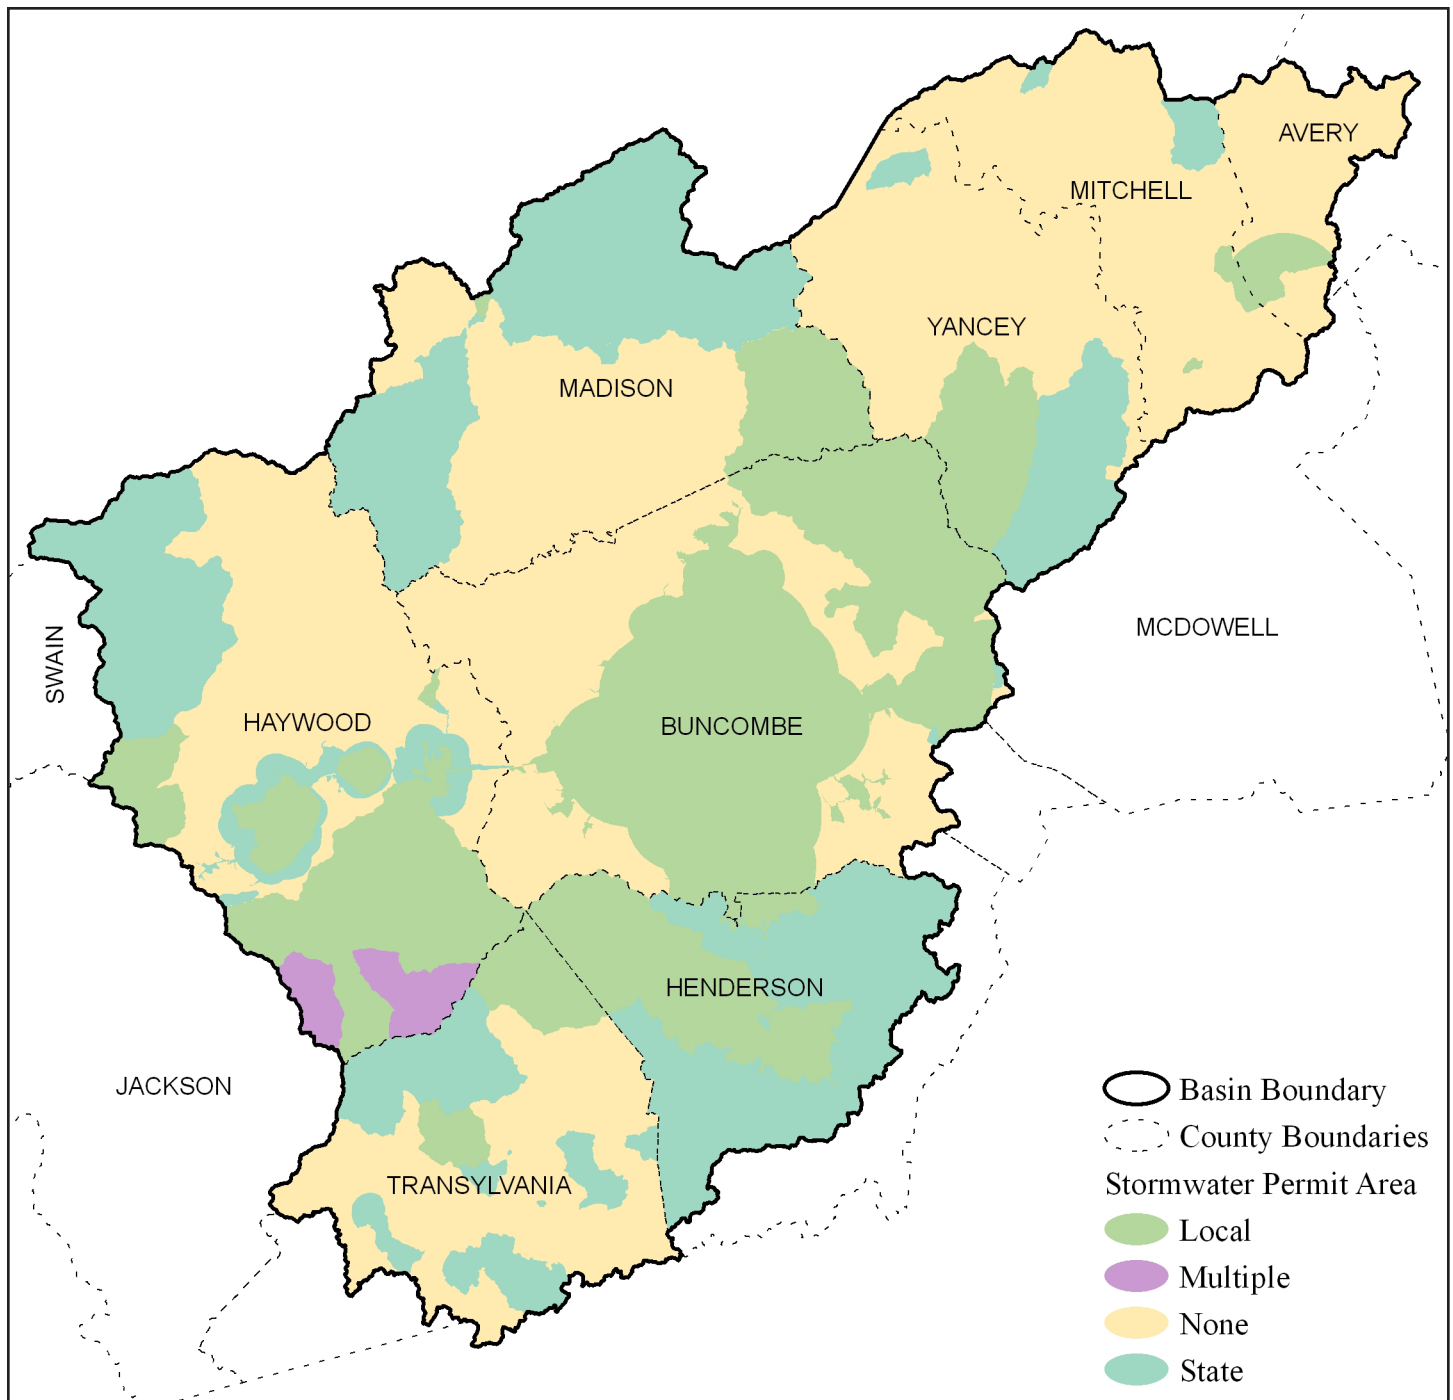 AVERY
MITCHELL
YANCEY
MADISON
MCDOWELL
SWAIN
HAYWOOD
BUNCOMBE
HENDERSON
JACKSON
TRANSYLVANIA
Basin Boundary
County Boundaries
Stormwater Permit Area
Local
Multiple
None
State